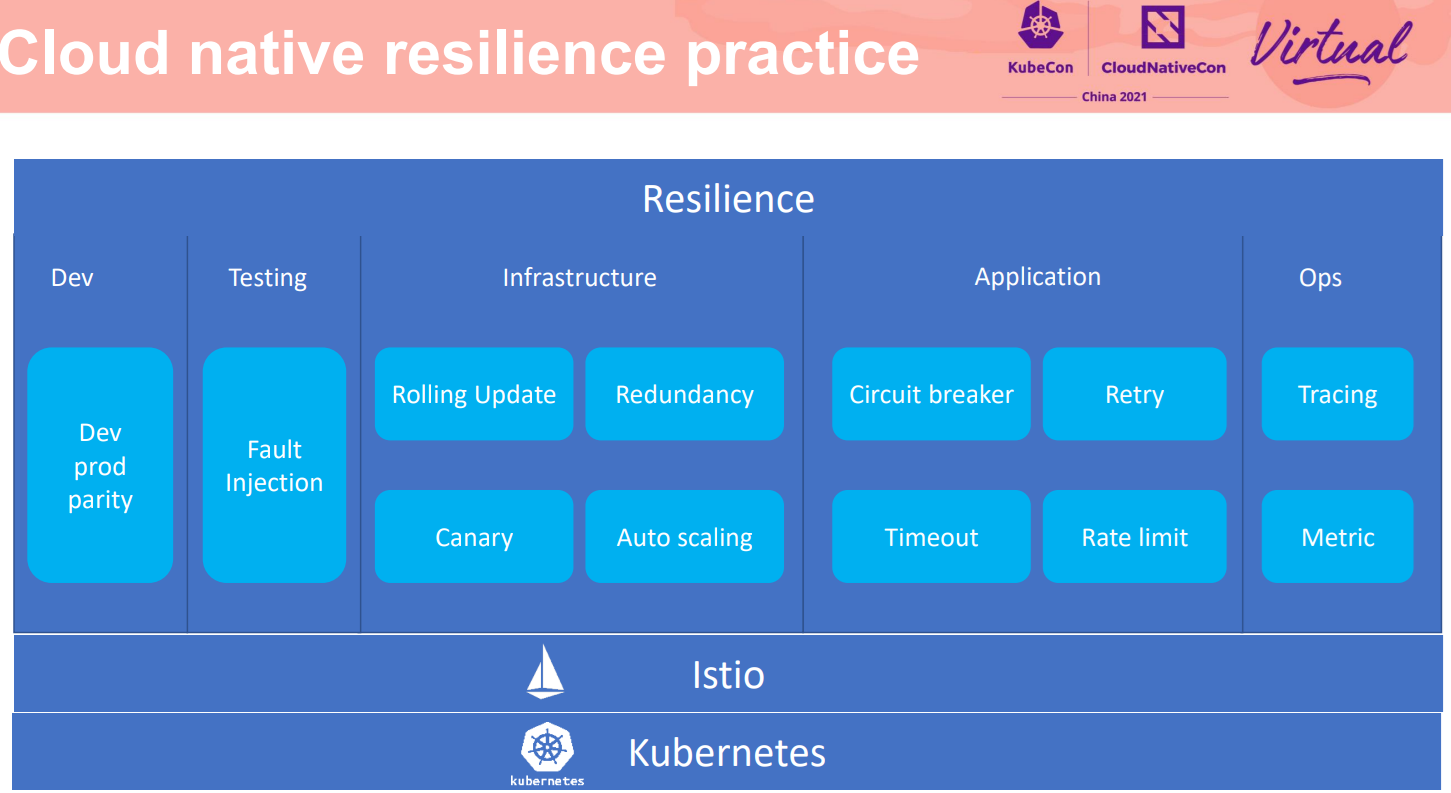 Cloud native resilience practice
KubeCon
CloudNativeCon
China 2021
Virtual
Resilience
Dev
Testing
Infrastructure
Application
Ops
Dev
prod
parity
Fault
Injection
Rolling Update
Redundancy
Canary
Auto scaling
Circuit breaker
Retry
Timeout
Rate limit
Tracing
Metric
Istio
kubernetes
Kubernetes